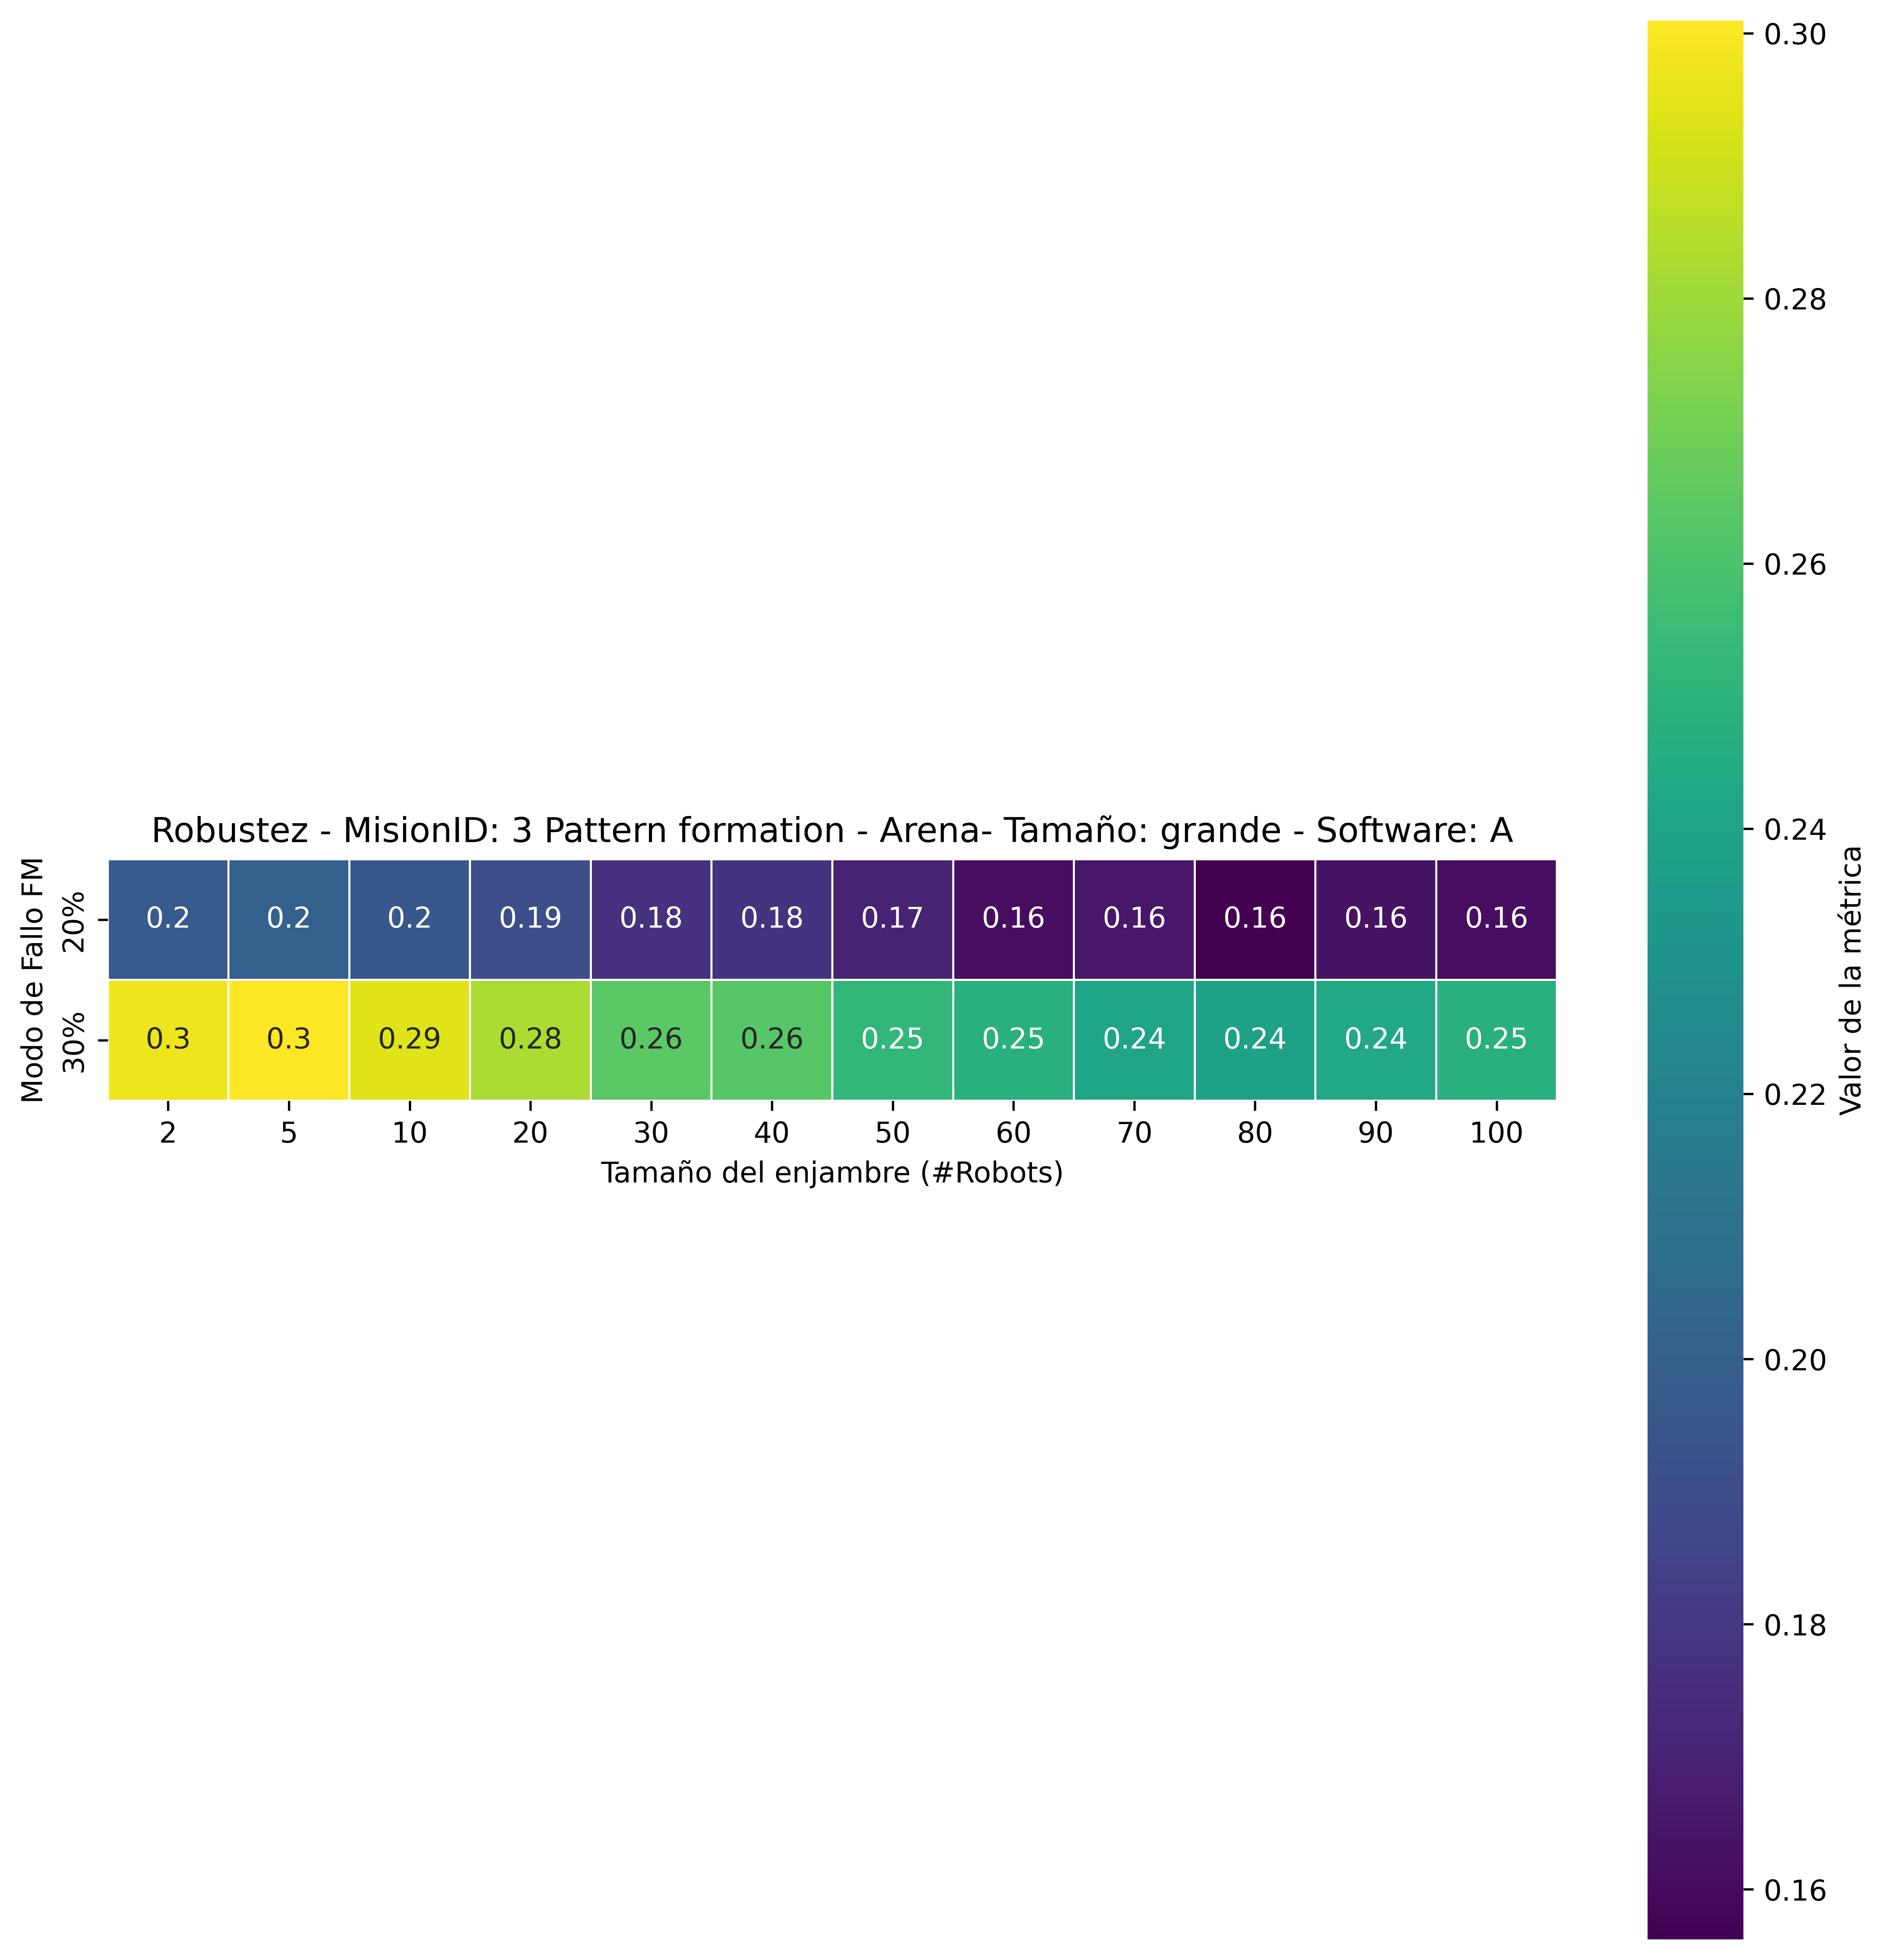 Robustez - MisionID: 3 Pattern formation - Arena- Tamaño: grande - Software: A
Modo de Fallo FM
20%
0.2 0.2 0.2 0.19 0.18 0.18 0.17 0.16 0.16 0.16 0.16 0.16
30%
0.3 0.3 0.29 0.28 0.26 0.26 0.25 0.25 0.24 0.24 0.24 0.25
2 5 10 20 30 40 50 60 70 80 90 100
Tamaño del enjambre (#Robots)
0.30
0.28
0.26
0.24
0.22
0.20
0.18
0.16
Valor de la métrica